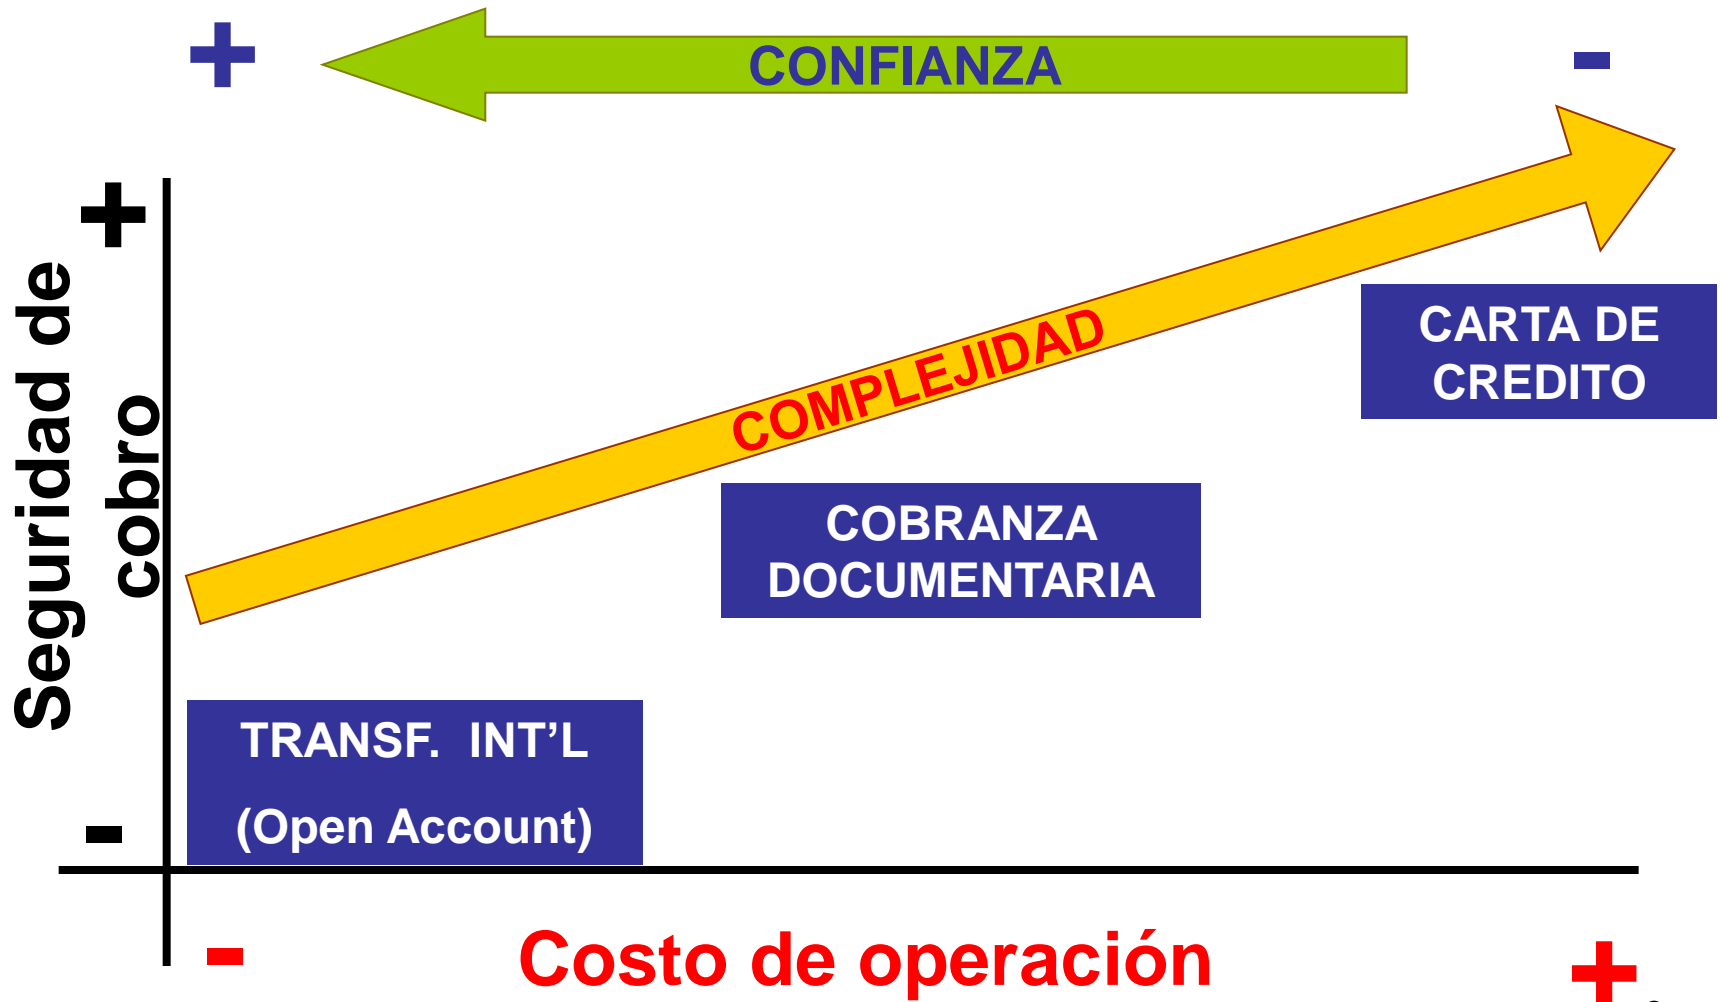 + CONFIANZA -
+
Seguridad de
cobro
COMPLEJIDAD
CARTA DE
CREDITO
COBRANZA
DOCUMENTARIA
TRANSF. INT’L
(Open Account)
-
- Costo de operación +